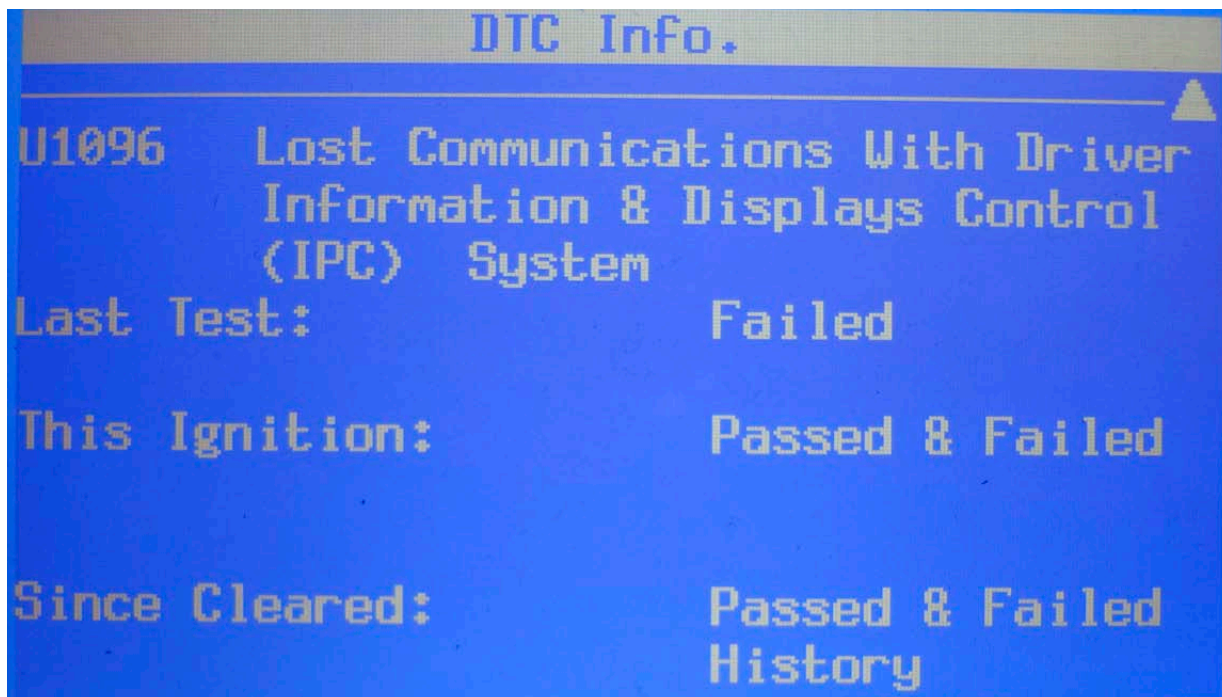 DTC Info.
U1096 Lost Communications With Driver
Information & Displays Control
(IPC) System
Last Test: Failed
This Ignition: Passed & Failed
Since Cleared: Passed & Failed
History